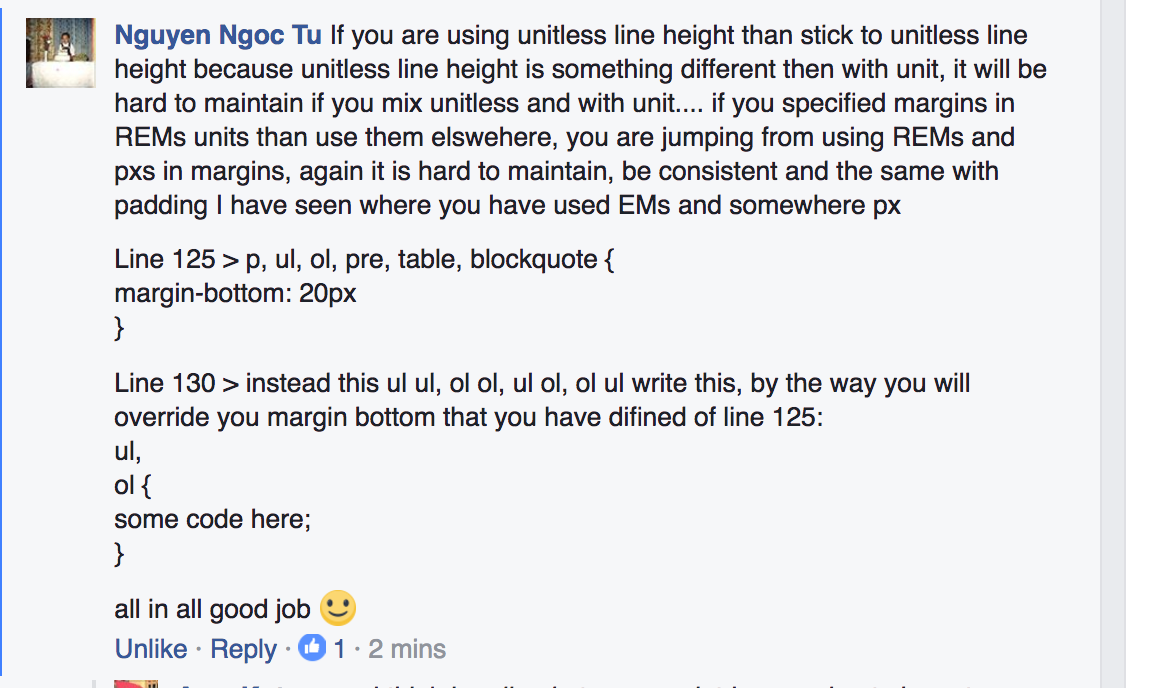 Nguyen Ngoc Tu If you are using unitless line height than stick to unitless line
height because unitless line height is something different then with unit, it will be
hard to maintain if you mix unitless and with unit.... if you specified margins in
REMs units than use them elswehere, you are jumping from using REMs and
pxs in margins, again it is hard to maintain, be consistent and the same with
padding I have seen where you have used EMs and somewhere px
Line 125 > p, ul, ol, pre, table, blockquote {
margin-bottom: 20px
}
Line 130 > instead this ul ul, ol ol, ul ol, ol ul write this, by the way you will
override you margin bottom that you have difined of line 125:
ul,
ol {
some code here;
}
all in all good job
Unlike · Reply · 1 · 2 mins